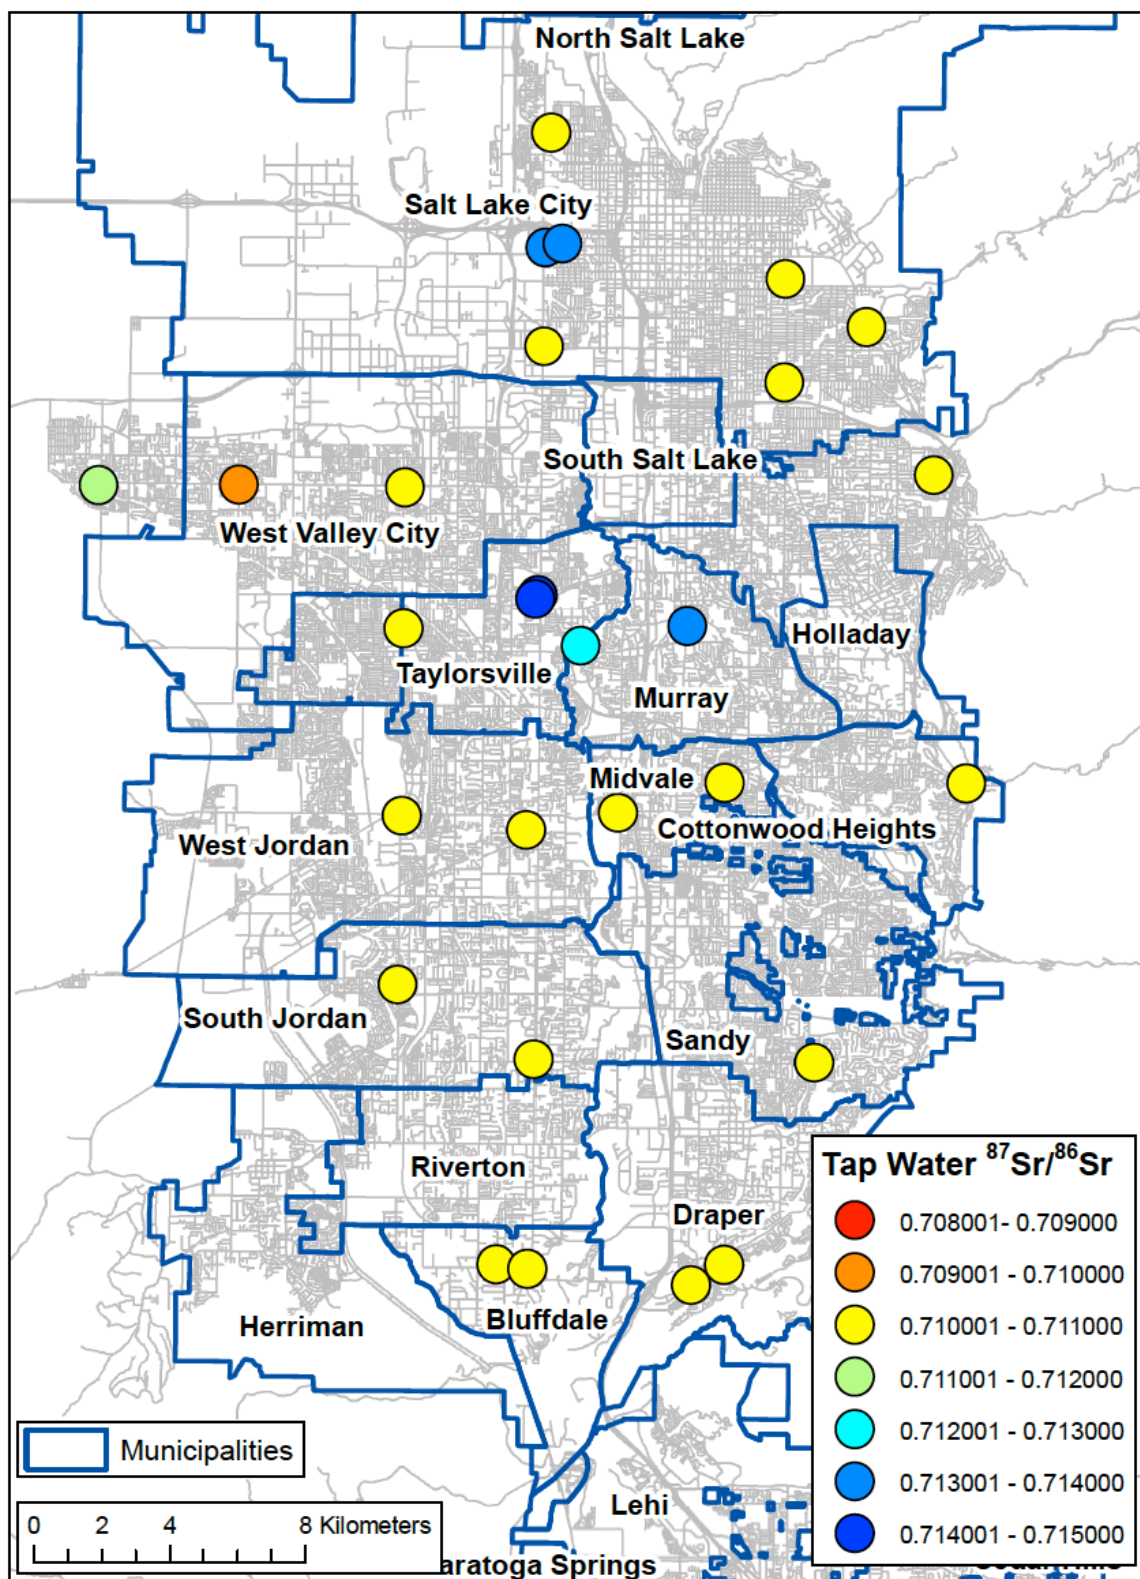 North Salt Lake
Salt Lake City
South Salt Lake
West Valley City
Holladay
Taylorsville
Murray
Midvale
Cottonwood Heights
West Jordan
South Jordan
Sandy
Riverton
Draper
Bluffdale
Herriman
Lehi
aratoga Springs
Tap Water ⁸⁷Sr/⁸⁶Sr
0.708001- 0.709000
0.709001 - 0.710000
0.710001 - 0.711000
0.711001 - 0.712000
0.712001 - 0.713000
0.713001 - 0.714000
0.714001 - 0.715000
Municipalities
0 2 4 8 Kilometers